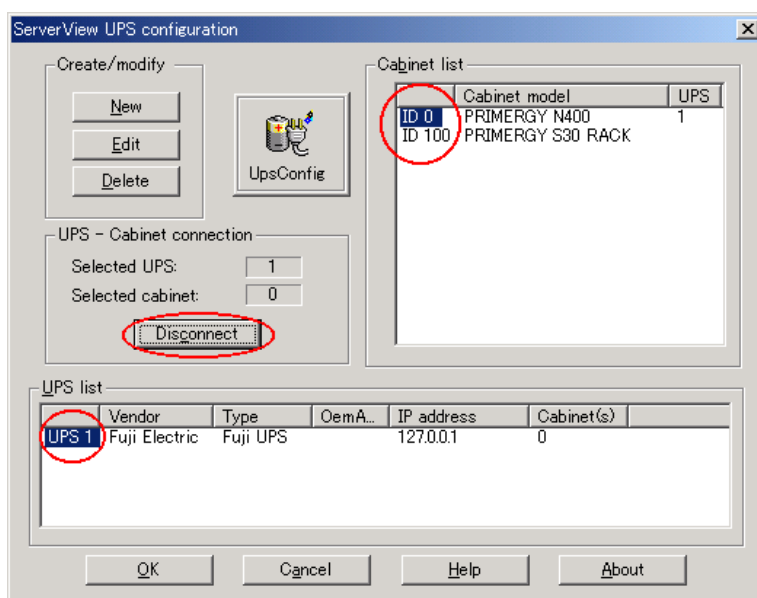 ServerView UPS configuration
Create/modify
New
Edit
Delete
UpsConfig
Cabinet list
Cabinet model UPS
ID 0 PRIMERGY N400 1
ID 100 PRIMERGY S30 RACK
UPS - Cabinet connection
Selected UPS: 1
Selected cabinet: 0
Disconnect
UPS list
Vendor Type OemA... IP address Cabinet(s)
UPS 1 Fuji Electric Fuji UPS 127.0.0.1 0
OK Cancel Help About